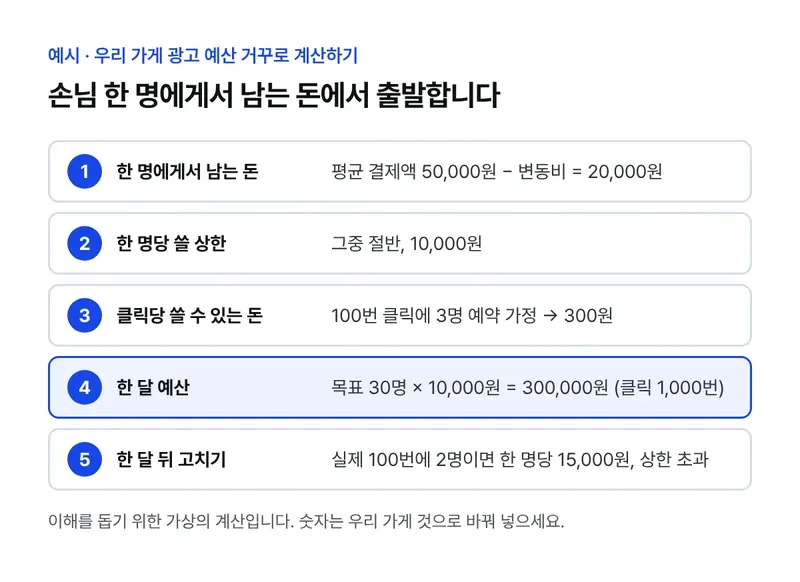 예시 · 우리 가게 광고 예산 거꾸로 계산하기
손님 한 명에게서 남는 돈에서 출발합니다
1 한 명에게서 남는 돈 평균 결제액 50,000원 − 변동비 = 20,000원
2 한 명당 쓸 상한 그중 절반, 10,000원
3 클릭당 쓸 수 있는 돈 100번 클릭에 3명 예약 가정 → 300원
4 한 달 예산 목표 30명 × 10,000원 = 300,000원 (클릭 1,000번)
5 한 달 뒤 고치기 실제 100번에 2명이면 한 명당 15,000원, 상한 초과
이해를 돕기 위한 가상의 계산입니다. 숫자는 우리 가게 것으로 바꿔 넣으세요.